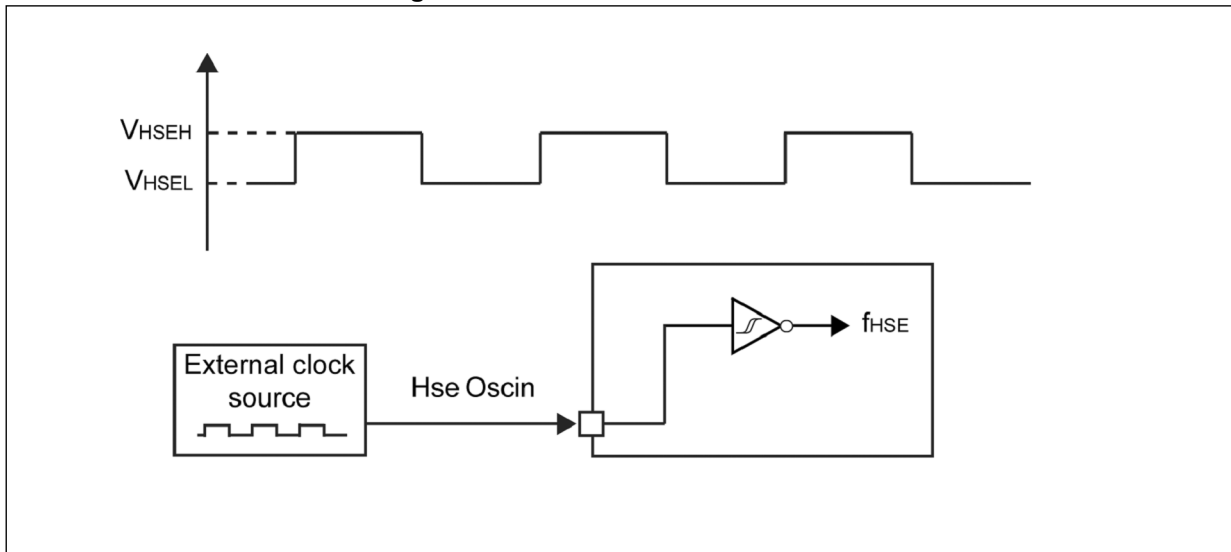 VHSEH
VHSEL
fHSE
External clock
source
Hse Oscin